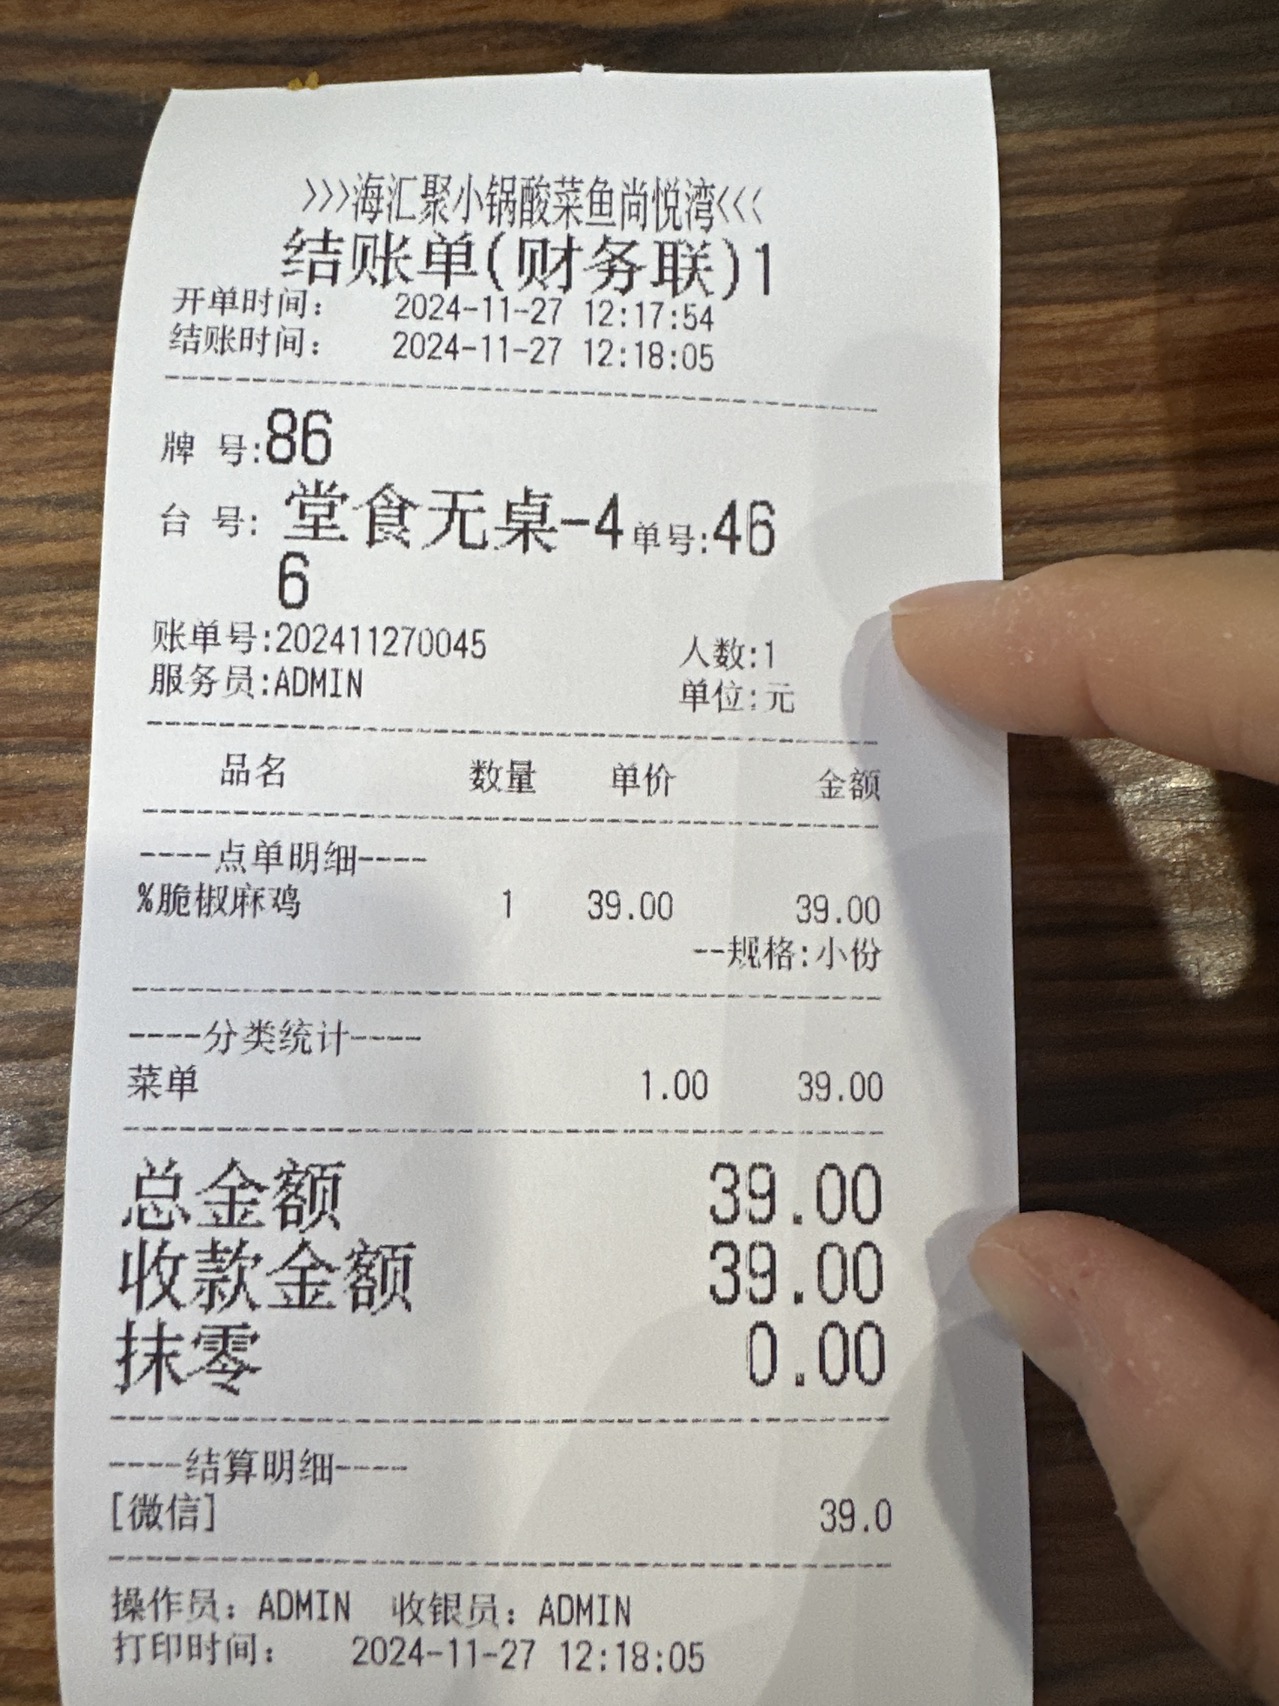 >>>海汇聚小锅酸菜鱼尚悦湾<<<
结账单(财务联)1
开单时间: 2024-11-27 12:17:54
结账时间: 2024-11-27 12:18:05
牌 号:86
台 号: 堂食无桌-4 单号:46
6
账单号:202411270045 人数:1
服务员:ADMIN 单位:元
品名 数量 单价 金额
----点单明细----
%脆椒麻鸡 1 39.00 39.00
--规格:小份
----分类统计----
菜单 1.00 39.00
总金额 39.00
收款金额 39.00
抹零 0.00
----结算明细----
[微信] 39.0
操作员: ADMIN 收银员: ADMIN
打印时间: 2024-11-27 12:18:05